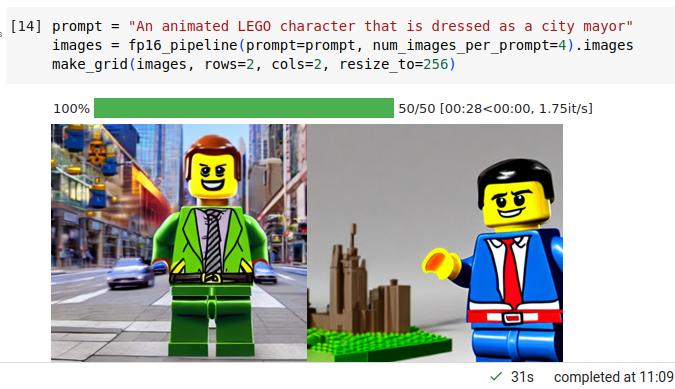 [14] prompt = "An animated LEGO character that is dressed as a city mayor"
images = fp16_pipeline(prompt=prompt, num_images_per_prompt=4).images
make_grid(images, rows=2, cols=2, resize_to=256)
100% 50/50 [00:28<00:00, 1.75it/s]
✓ 31s completed at 11:09